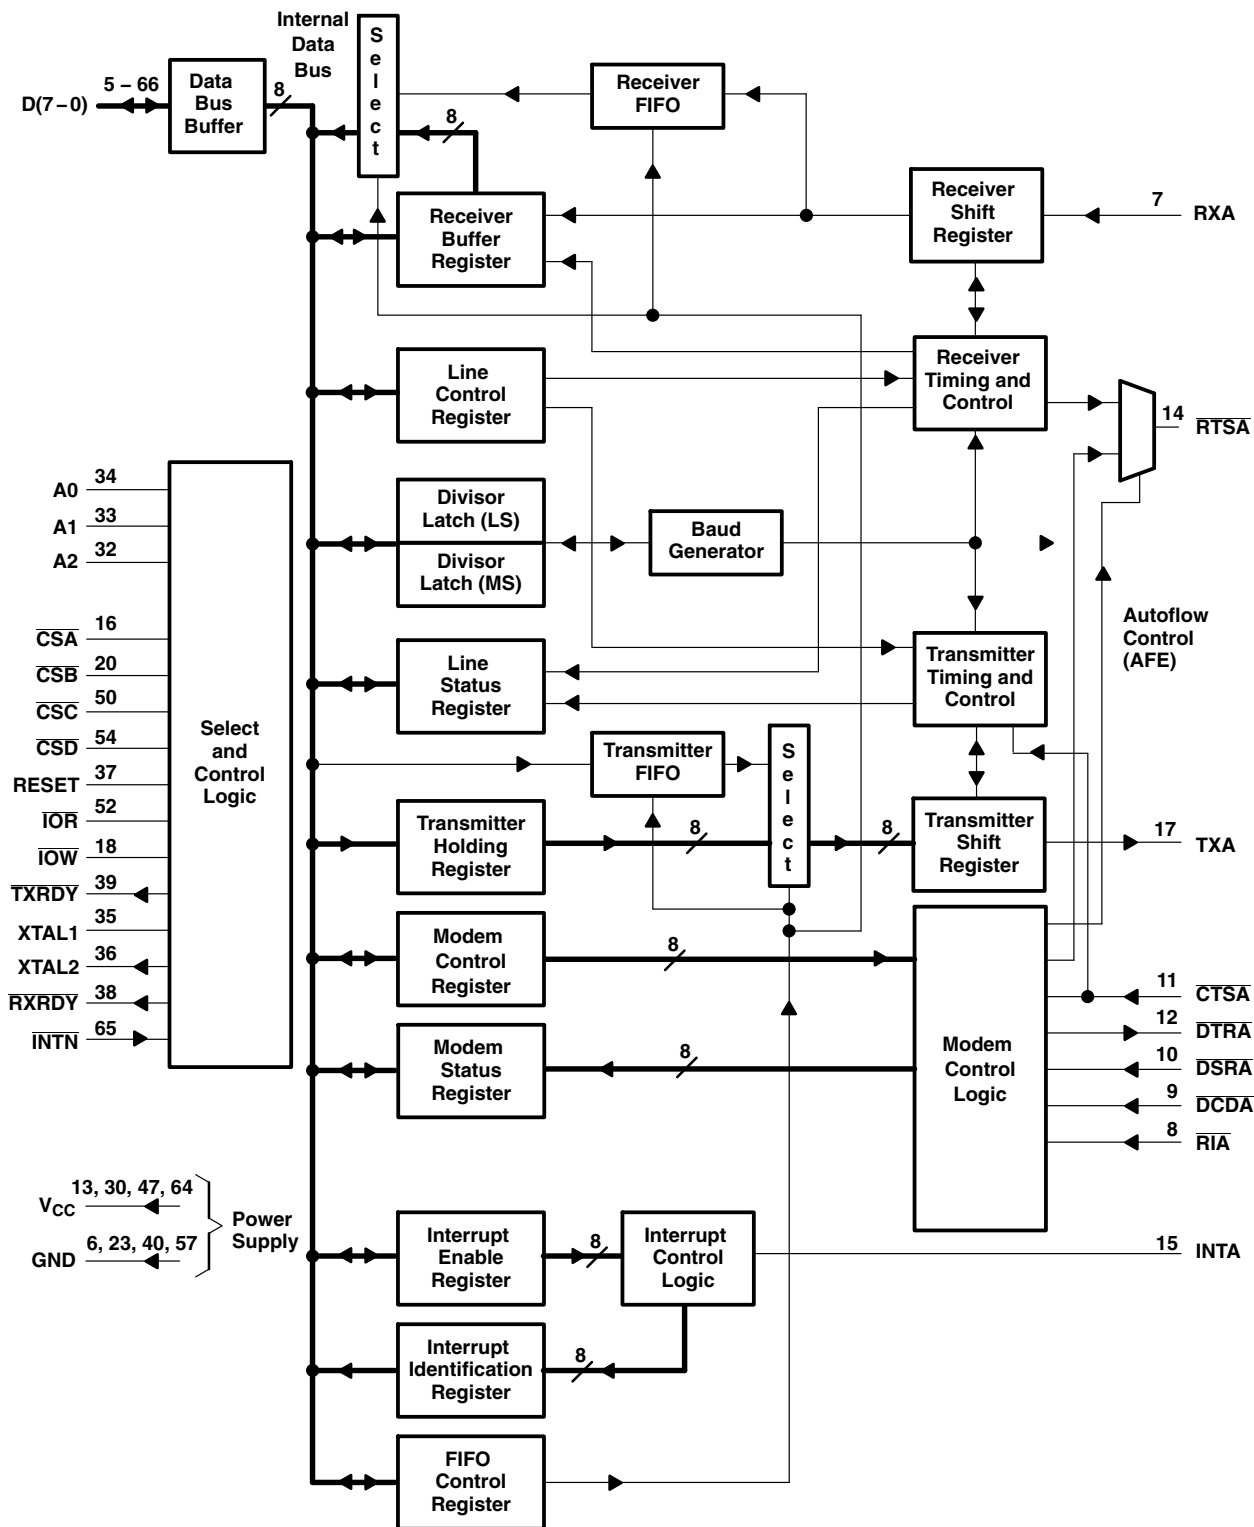 Internal
Data
Bus
S
e
l
e
c
t
D(7–0)
5 – 66
Data
Bus
Buffer
8
8
Receiver
FIFO
Receiver
Buffer
Register
Receiver
Shift
Register
7
RXA
Line
Control
Register
Receiver
Timing and
Control
14
RTSA
A0
34
A1
33
A2
32
CSA
16
CSB
20
CSC
50
CSD
54
RESET
37
IOR
52
IOW
18
TXRDY
39
XTAL1
35
XTAL2
36
RXRDY
38
INTN
65
Select
and
Control
Logic
Divisor
Latch (LS)
Divisor
Latch (MS)
Baud
Generator
Autoflow
Control
(AFE)
Line
Status
Register
Transmitter
Timing and
Control
Transmitter
FIFO
S
e
l
e
c
t
Transmitter
Holding
Register
8
8
Transmitter
Shift
Register
17
TXA
Modem
Control
Register
8
Modem
Status
Register
8
Modem
Control
Logic
11
CTSA
12
DTRA
10
DSRA
9
DCDA
8
RIA
VCC
13, 30, 47, 64
GND
6, 23, 40, 57
Power
Supply
Interrupt
Enable
Register
8
Interrupt
Control
Logic
15
INTA
Interrupt
Identification
Register
8
FIFO
Control
Register